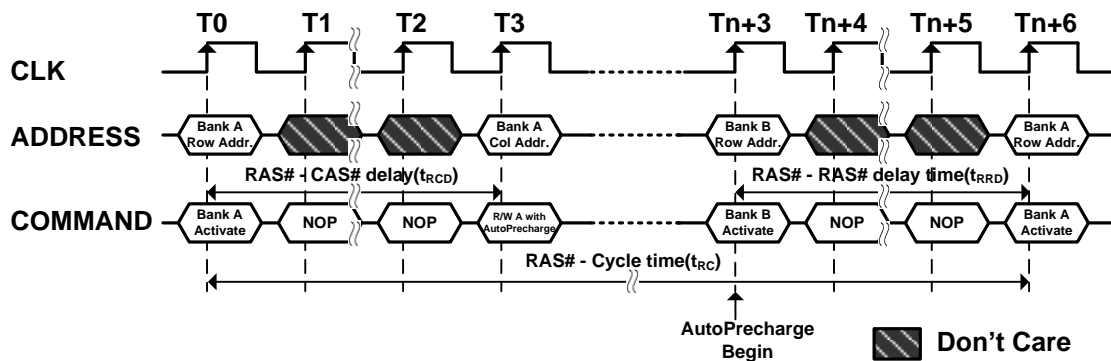 T0 T1 T2 T3 Tn+3 Tn+4 Tn+5 Tn+6
CLK
ADDRESS
Bank A
Row Addr.
Bank A
Col Addr.
Bank B
Row Addr.
Bank A
Row Addr.
RAS# - CAS# delay(tRCD)
RAS# - RAS# delay time(tRRD)
COMMAND
Bank A
Activate
NOP
NOP
R/W A with
AutoPrecharge
Bank B
Activate
NOP
NOP
Bank A
Activate
RAS# - Cycle time(tRC)
AutoPrecharge
Begin
Don't Care